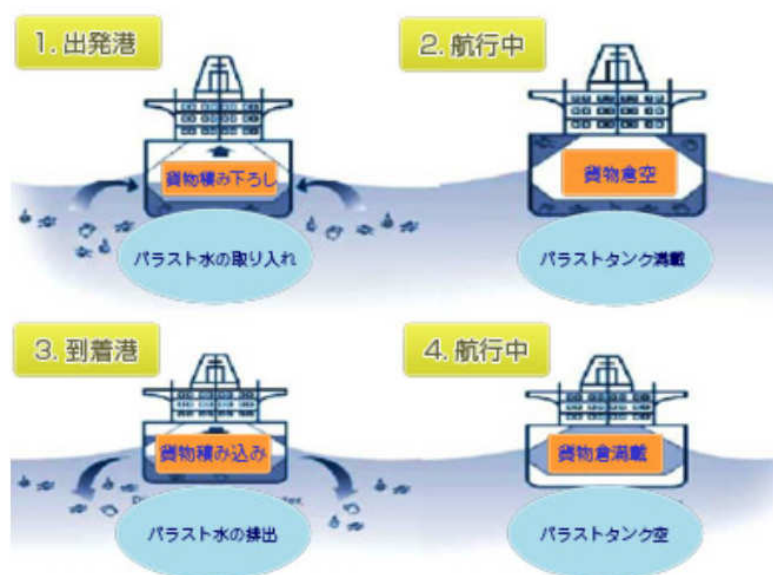 1. 出発港
貨物積み下ろし
バラスト水の取り入れ
2. 航行中
貨物倉空
バラストタンク満載
3. 到着港
貨物積み込み
バラスト水の排出
4. 航行中
貨物倉満載
バラストタンク空